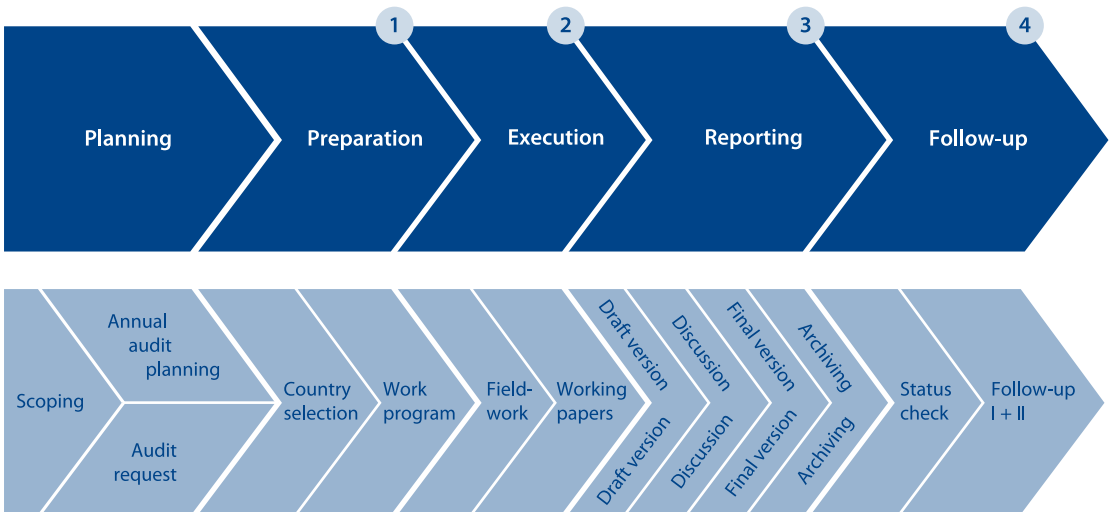 1
2
3
4
Planning
Preparation
Execution
Reporting
Follow-up
Scoping
Annual
audit
planning
Audit
request
Country
selection
Work
program
Field-
work
Working
papers
Draft version
Discussion
Final version
Archiving
Draft version
Discussion
Final version
Archiving
Status
check
Follow-up
I + II